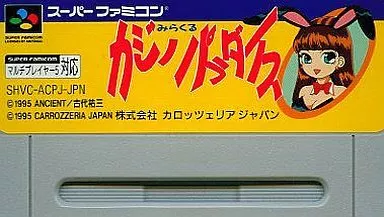 スーパーファミコン
SUPER FAMICOM
マルチプレイヤー5 対応
みらくる
カジノパラダイス
SHVC-ACPJ-JPN
©1995 ANCIENT/古代祐三
©1995 CARROZZERIA JAPAN 株式会社 カロッツェリア ジャパン